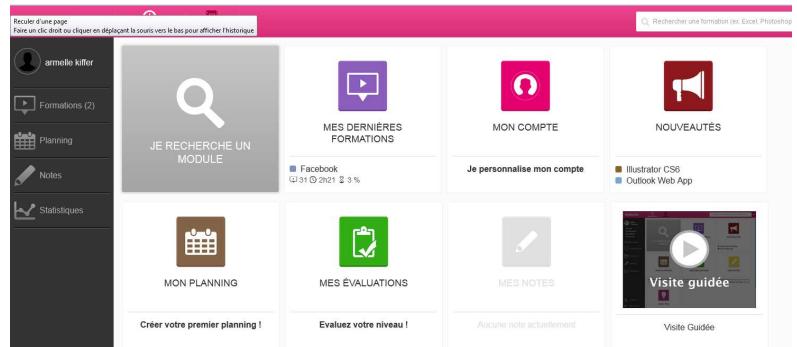 Reculer d'une page
Faire un clic droit ou cliquer en déplaçant la souris vers le bas pour afficher l'historique
Rechercher une formation (ex. Excel, Photoshop
armelle kiffer
Formations (2)
Planning
Notes
Statistiques
JE RECHERCHE UN
MODULE
MES DERNIÈRES
FORMATIONS
Facebook
31 2h21 3 %
MON COMPTE
Je personnalise mon compte
NOUVEAUTÉS
Illustrator CS6
Outlook Web App
MON PLANNING
Créer votre premier planning !
MES ÉVALUATIONS
Evaluez votre niveau !
MES NOTES
Aucune note actuellement
Visite guidée
Visite Guidée